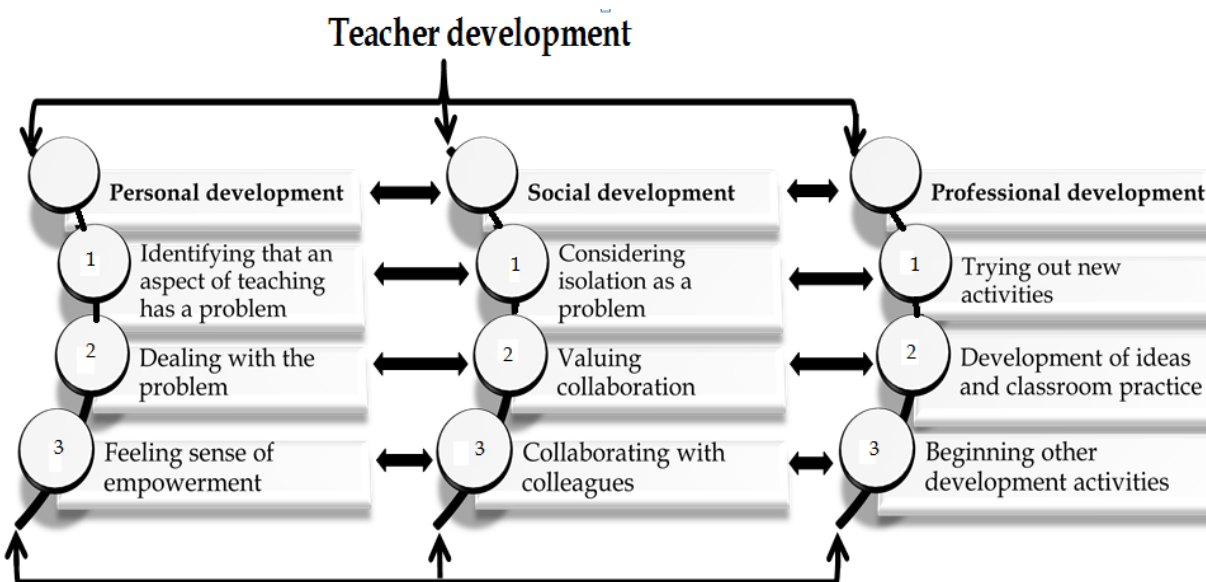 Teacher development
Personal development
Social development
Professional development
1
Identifying that an
aspect of teaching
has a problem
1
Considering
isolation as a
problem
1
Trying out new
activities
2
Dealing with the
problem
2
Valuing
collaboration
2
Development of ideas
and classroom practice
3
Feeling sense of
empowerment
3
Collaborating with
colleagues
3
Beginning other
development activities